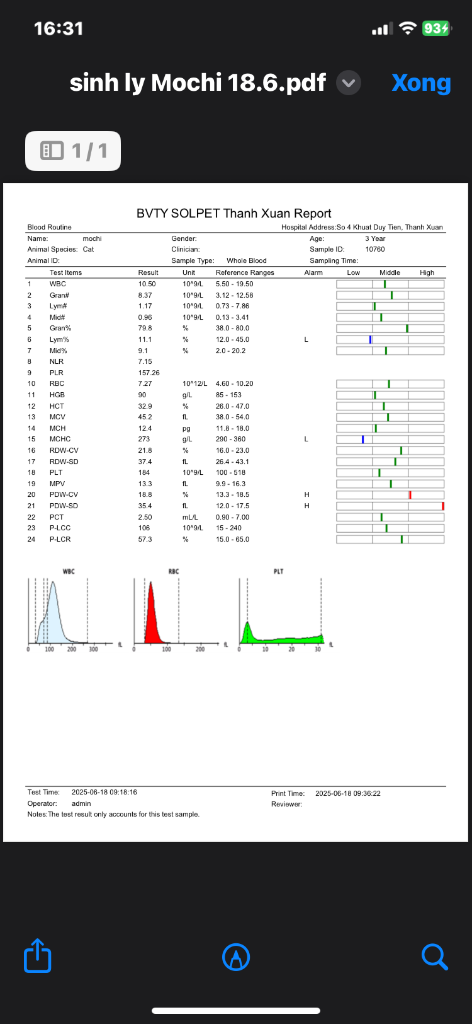 16:31
93
sinh ly Mochi 18.6.pdf
Xong
1/1
BVTY SOLPET Thanh Xuan Report
Blood Routine Hospital Address:So 4 Khuat Duy Tien, Thanh Xuan
Name: mochi Gender: Age: 3 Year
Animal Species: Cat Clinician: Sample ID: 10760
Animal ID: Sample Type: Whole Blood Sampling Time:
Test Items Result Unit Reference Ranges Alarm Low Middle High
1 WBC 10.50 10^9/L 5.50 - 19.50
2 Gran# 8.37 10^9/L 3.12 - 12.58
3 Lym# 1.17 10^9/L 0.73 - 7.86
4 Mid# 0.96 10^9/L 0.13 - 3.41
5 Gran% 79.8 % 38.0 - 80.0
6 Lym% 11.1 % 12.0 - 45.0 L
7 Mid% 9.1 % 2.0 - 20.2
8 NLR 7.15
9 PLR 157.26
10 RBC 7.27 10^12/L 4.60 - 10.20
11 HGB 90 g/L 85 - 153
12 HCT 32.9 % 26.0 - 47.0
13 MCV 45.2 fL 38.0 - 54.0
14 MCH 12.4 pg 11.8 - 18.0
15 MCHC 273 g/L 290 - 360 L
16 RDW-CV 21.8 % 16.0 - 23.0
17 RDW-SD 37.4 fL 26.4 - 43.1
18 PLT 184 10^9/L 100 - 518
19 MPV 13.3 fL 9.9 - 16.3
20 PDW-CV 18.8 % 13.3 - 18.5 H
21 PDW-SD 35.4 fL 12.0 - 17.5 H
22 PCT 2.50 mL/L 0.90 - 7.00
23 P-LCC 106 10^9/L 15 - 240
24 P-LCR 57.3 % 15.0 - 65.0
WBC RBC PLT
0 100 200 300 fL 0 100 200 fL 0 10 20 30 fL
Test Time: 2025-06-18 09:18:16 Print Time: 2025-06-18 09:36:22
Operator: admin Reviewer:
Notes:The test result only accounts for this test sample.